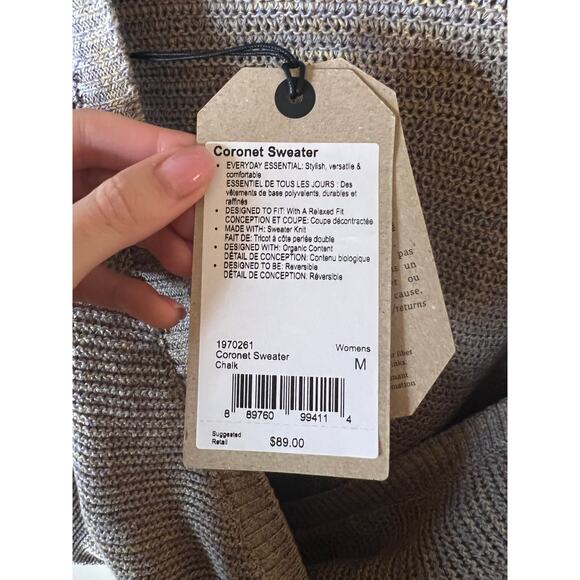 Coronet Sweater
• EVERYDAY ESSENTIAL: Stylish, versatile &
comfortable
ESSENTIEL DE TOUS LES JOURS : Des
vêtements de base polyvalents, durables et
raffinés
• DESIGNED TO FIT: With A Relaxed Fit
CONCEPTION ET COUPE: Coupe décontractée
• MADE WITH: Sweater Knit
FAIT DE: Tricot à côte perlée double
• DESIGNED WITH: Organic Content
DÉTAIL DE CONCEPTION: Contenu biologique
• DESIGNED TO BE: Reversible
DÉTAIL DE CONCEPTION: Réversible
1970261 Womens
Coronet Sweater M
Chalk
8 89760 99411 4
Suggested
Retail $89.00
pas
un
ou
cause.
/returns
fiber